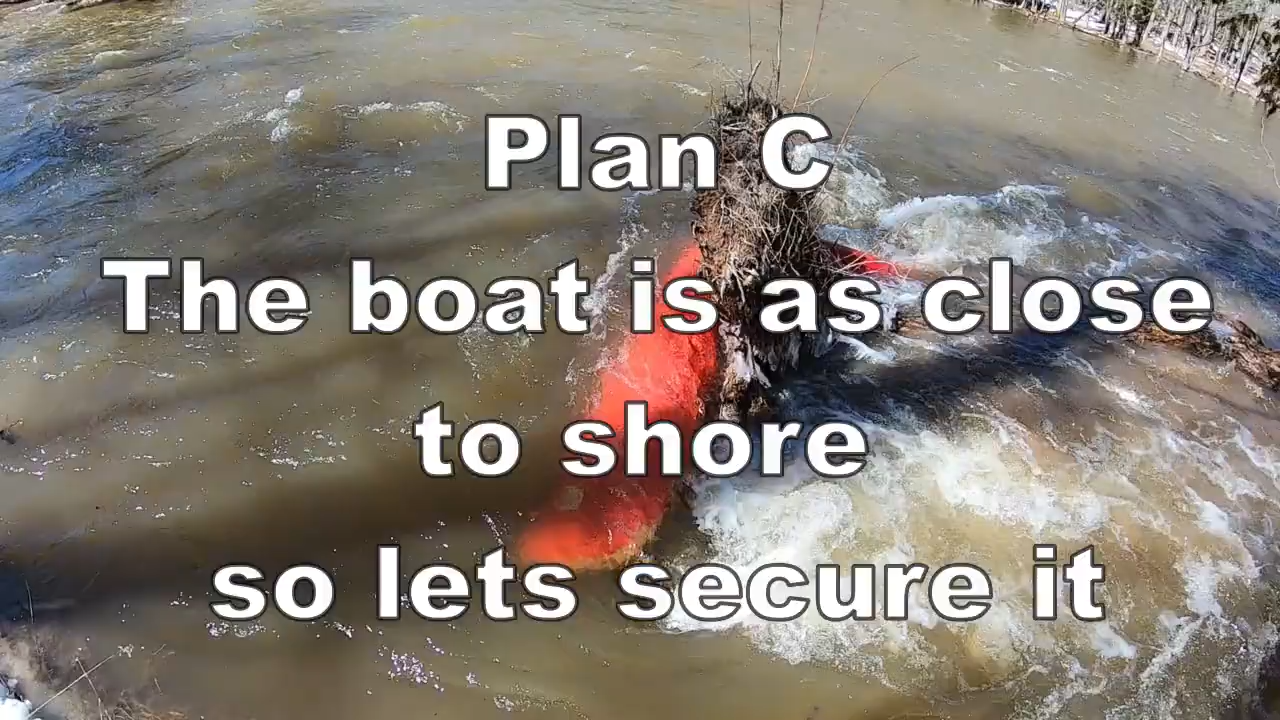 Plan C
The boat is as close
to shore
so lets secure it